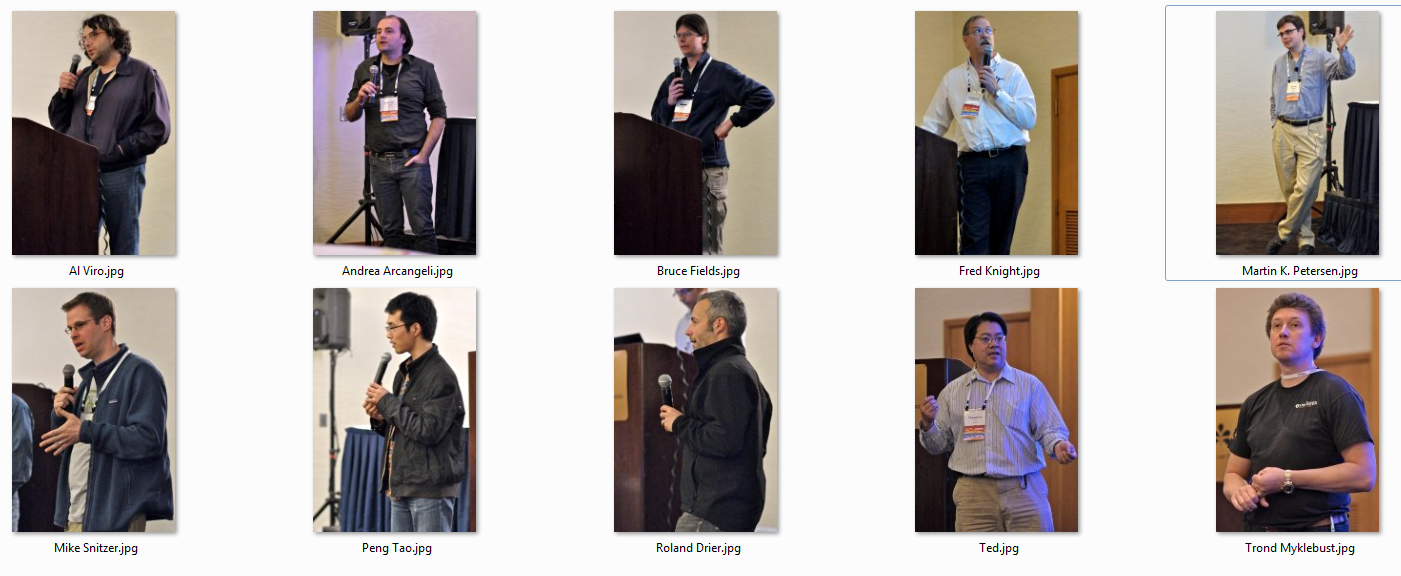 Al Viro.jpg
Andrea Arcangeli.jpg
Bruce Fields.jpg
Fred Knight.jpg
Martin K. Petersen.jpg
Mike Snitzer.jpg
Peng Tao.jpg
Roland Drier.jpg
Ted.jpg
Trond Myklebust.jpg